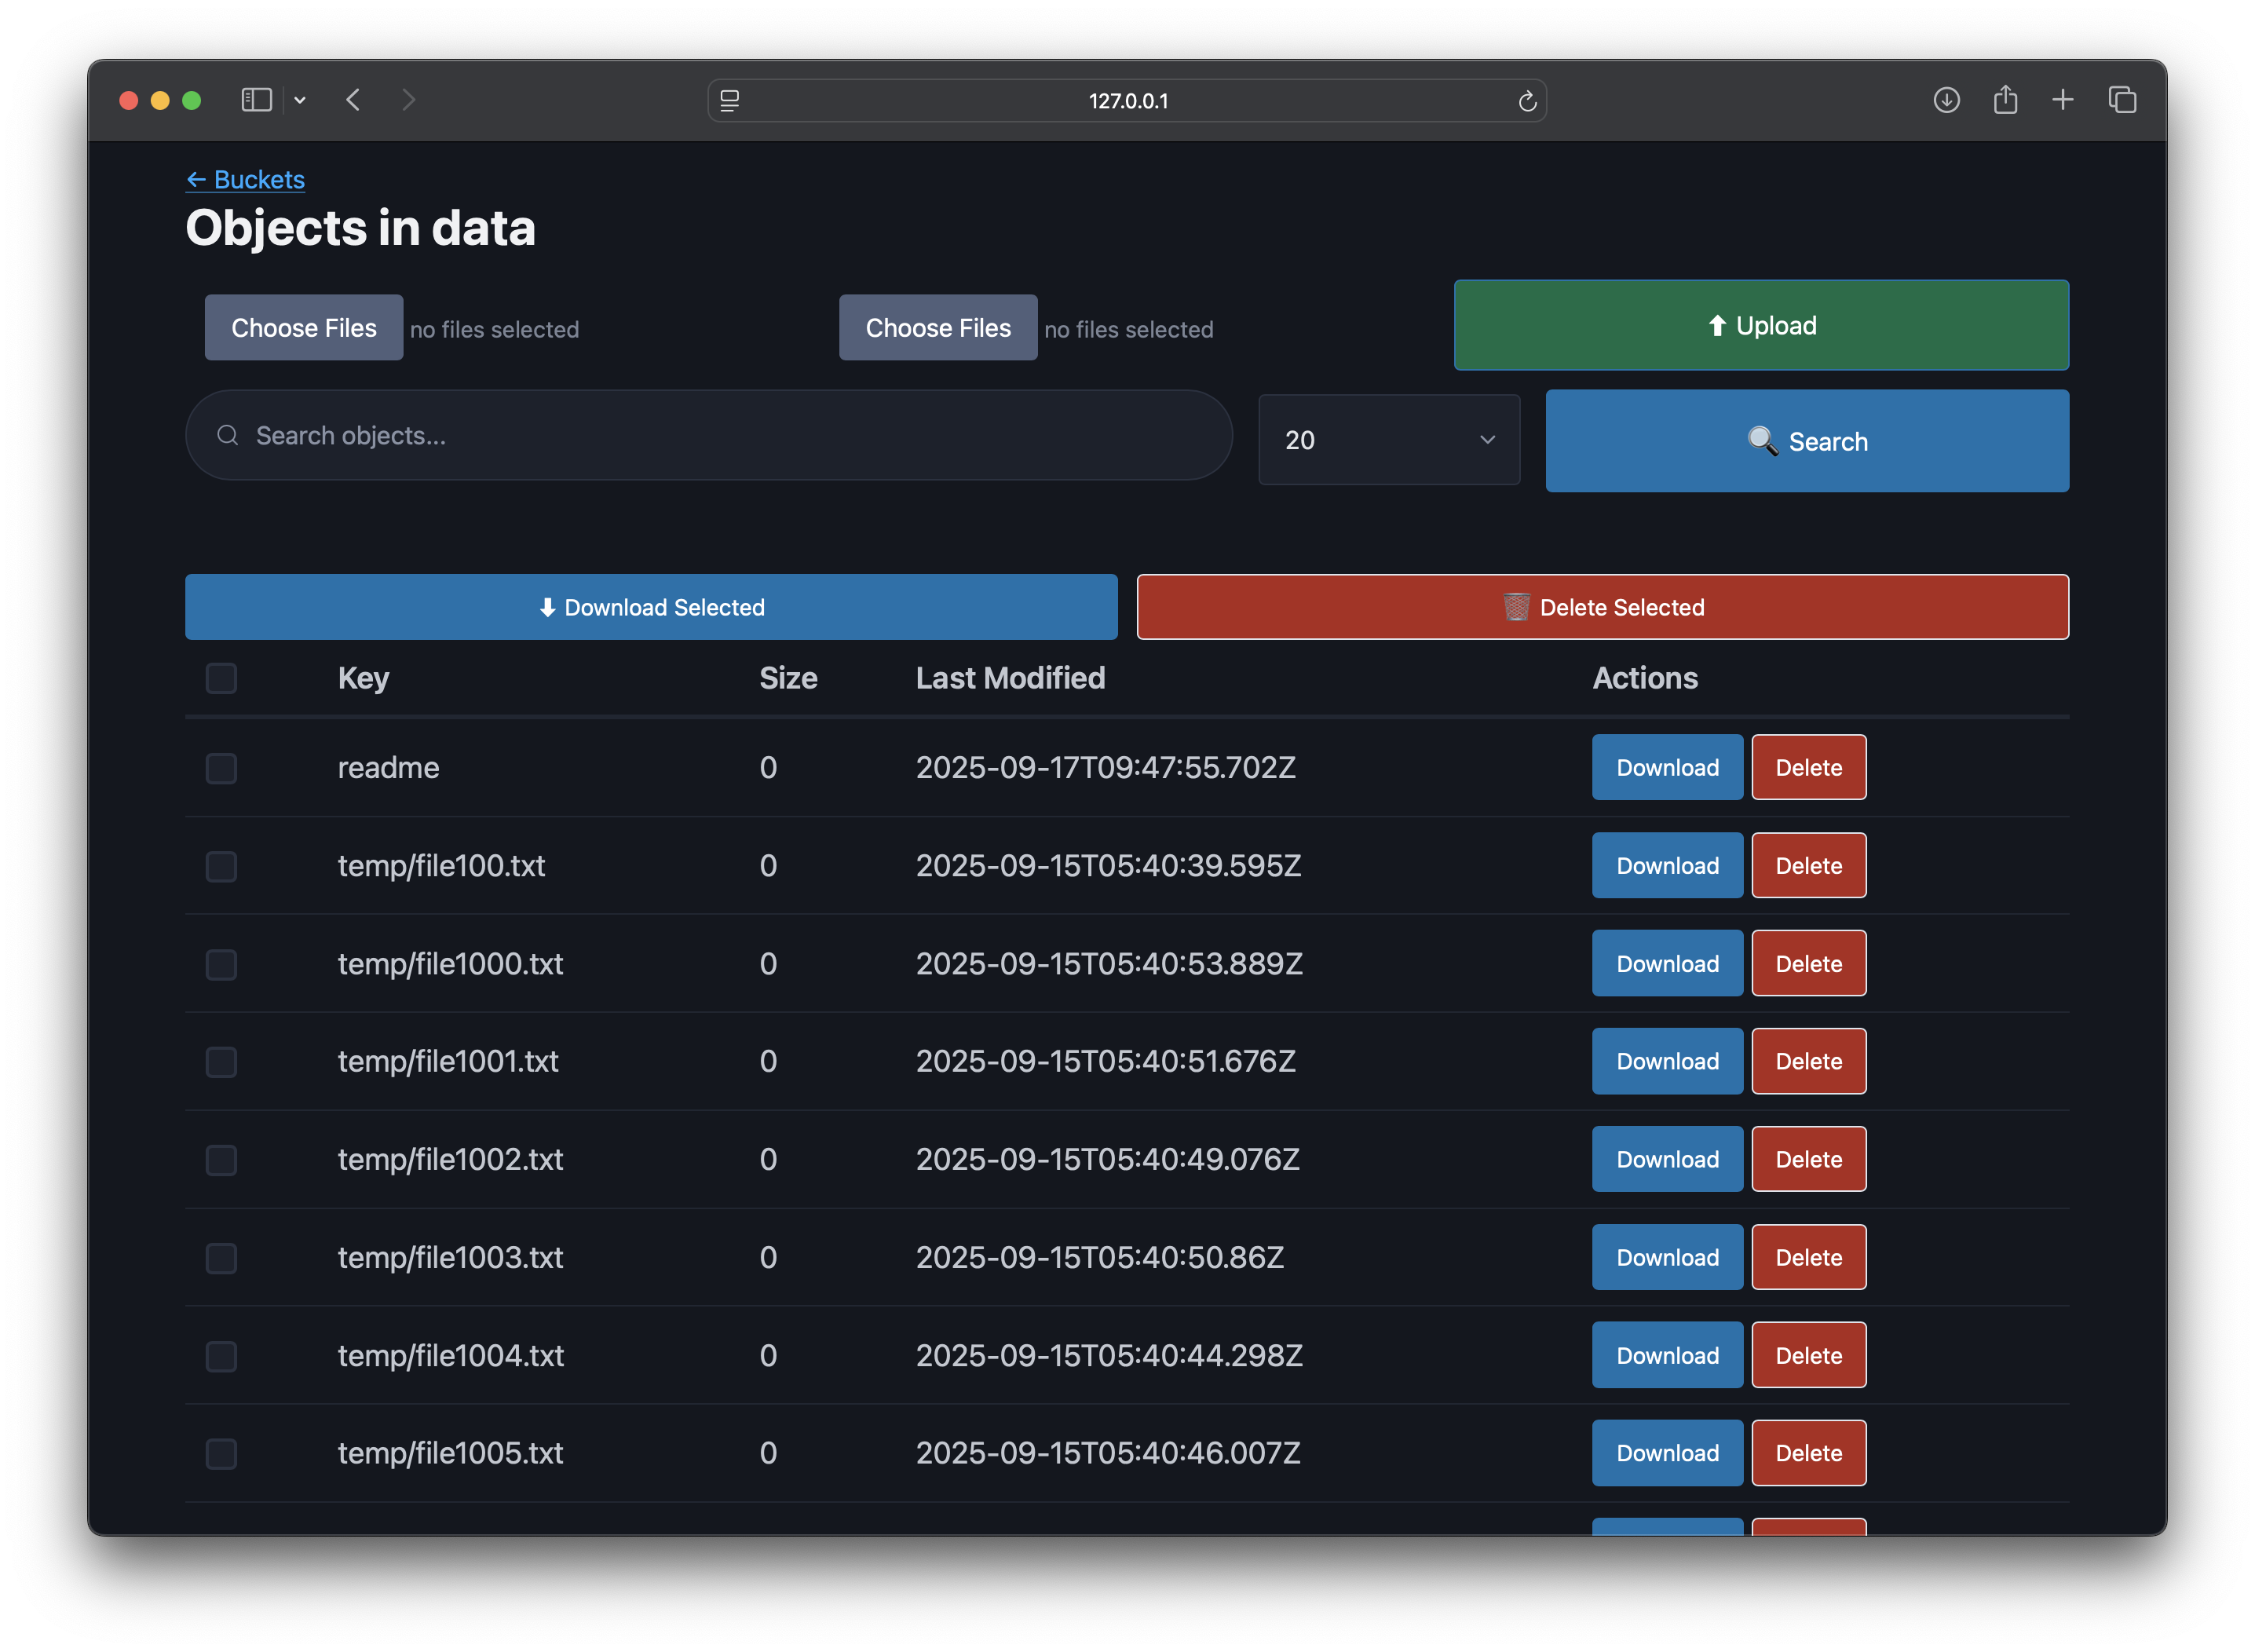 127.0.0.1
← Buckets
Objects in data
Choose Files no files selected Choose Files no files selected ⬆ Upload
Search objects... 20 🔍 Search
⬇ Download Selected 🗑️ Delete Selected
Key Size Last Modified Actions
readme 0 2025-09-17T09:47:55.702Z Download Delete
temp/file100.txt 0 2025-09-15T05:40:39.595Z Download Delete
temp/file1000.txt 0 2025-09-15T05:40:53.889Z Download Delete
temp/file1001.txt 0 2025-09-15T05:40:51.676Z Download Delete
temp/file1002.txt 0 2025-09-15T05:40:49.076Z Download Delete
temp/file1003.txt 0 2025-09-15T05:40:50.86Z Download Delete
temp/file1004.txt 0 2025-09-15T05:40:44.298Z Download Delete
temp/file1005.txt 0 2025-09-15T05:40:46.007Z Download Delete